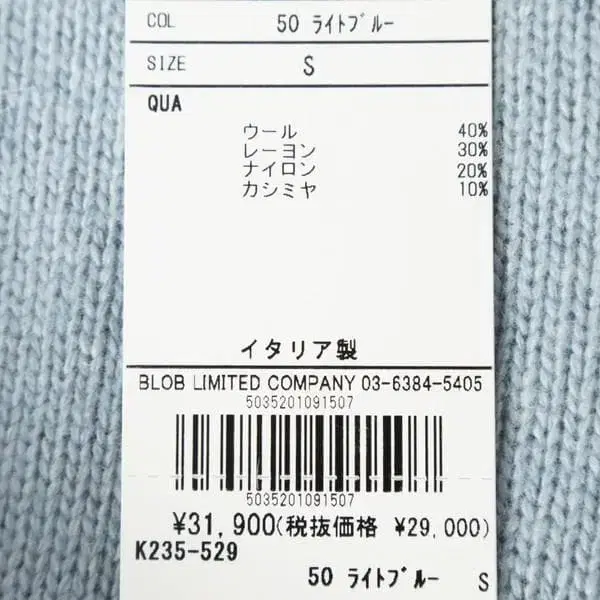 COL 50 ﾗｲﾄﾌﾞﾙｰ
SIZE S
QUA
ウール 40%
レーヨン 30%
ナイロン 20%
カシミヤ 10%
イタリア製
BLOB LIMITED COMPANY 03-6384-5405
5035201091507
5035201091507
¥31,900(税抜価格 ¥29,000)
K235-529
50 ﾗｲﾄﾌﾞﾙｰ S